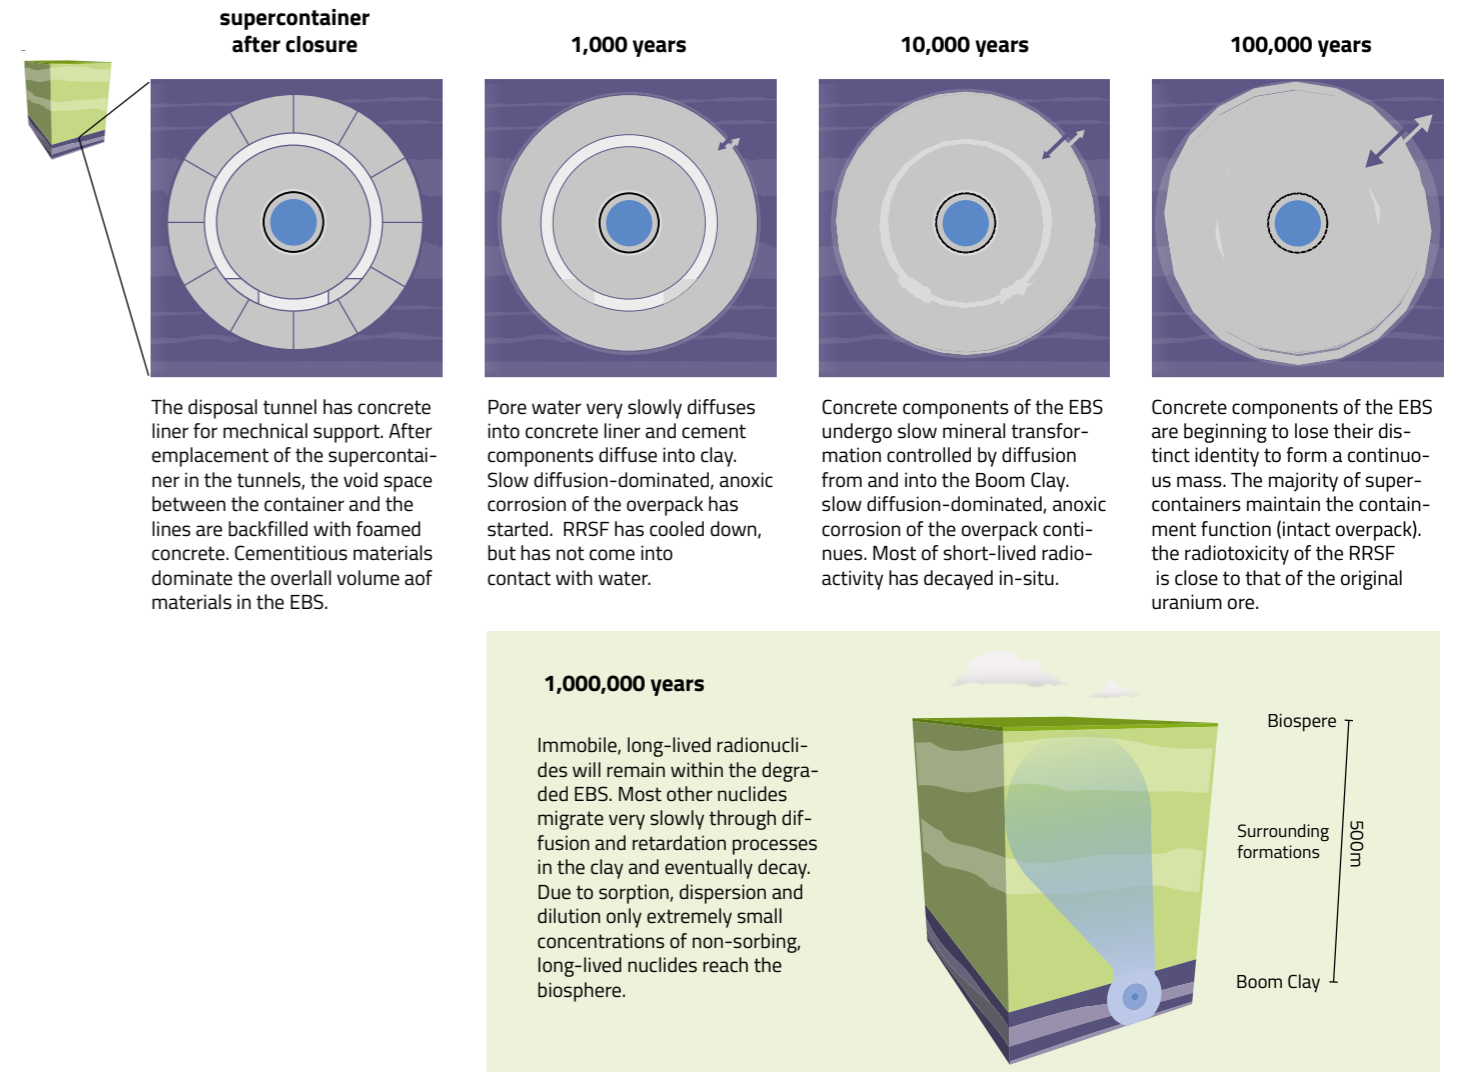 supercontainer
after closure
The disposal tunnel has concrete
liner for mechnical support. After
emplacement of the supercontai-
ner in the tunnels, the void space
between the container and the
lines are backfilled with foamed
concrete. Cementitious materials
dominate the overlall volume aof
materials in the EBS.
1,000 years
Pore water very slowly diffuses
into concrete liner and cement
components diffuse into clay.
Slow diffusion-dominated, anoxic
corrosion of the overpack has
started. RRSF has cooled down,
but has not come into
contact with water.
10,000 years
Concrete components of the EBS
undergo slow mineral transfor-
mation controlled by diffusion
from and into the Boom Clay.
slow diffusion-dominated, anoxic
corrosion of the overpack conti-
nues. Most of short-lived radio-
activity has decayed in-situ.
100,000 years
Concrete components of the EBS
are beginning to lose their dis-
tinct identity to form a continuo-
us mass. The majority of super-
containers maintain the contain-
ment function (intact overpack).
the radiotoxicity of the RRSF
is close to that of the original
uranium ore.
1,000,000 years
Immobile, long-lived radionucli-
des will remain within the degra-
ded EBS. Most other nuclides
migrate very slowly through dif-
fusion and retardation processes
in the clay and eventually decay.
Due to sorption, dispersion and
dilution only extremely small
concentrations of non-sorbing,
long-lived nuclides reach the
biosphere.
Biospere
Surrounding
formations
500m
Boom Clay